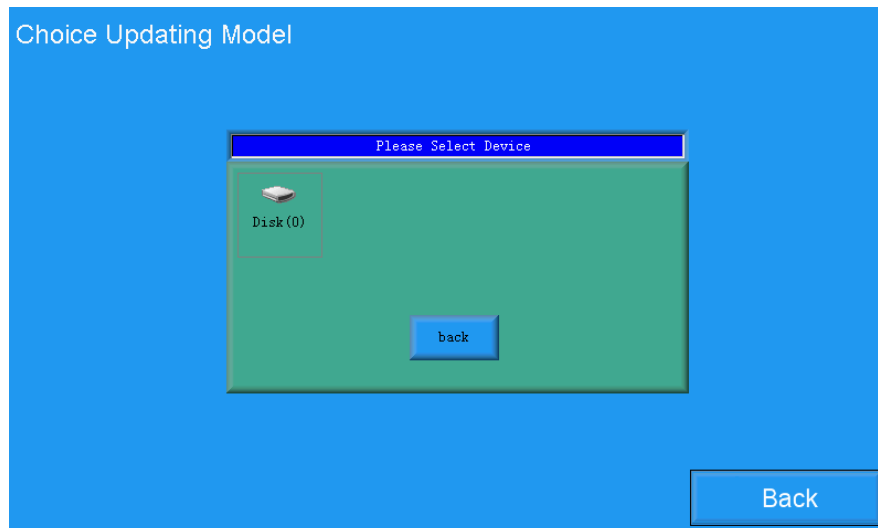 Choice Updating Model
Please Select Device
Disk(0)
back
Back